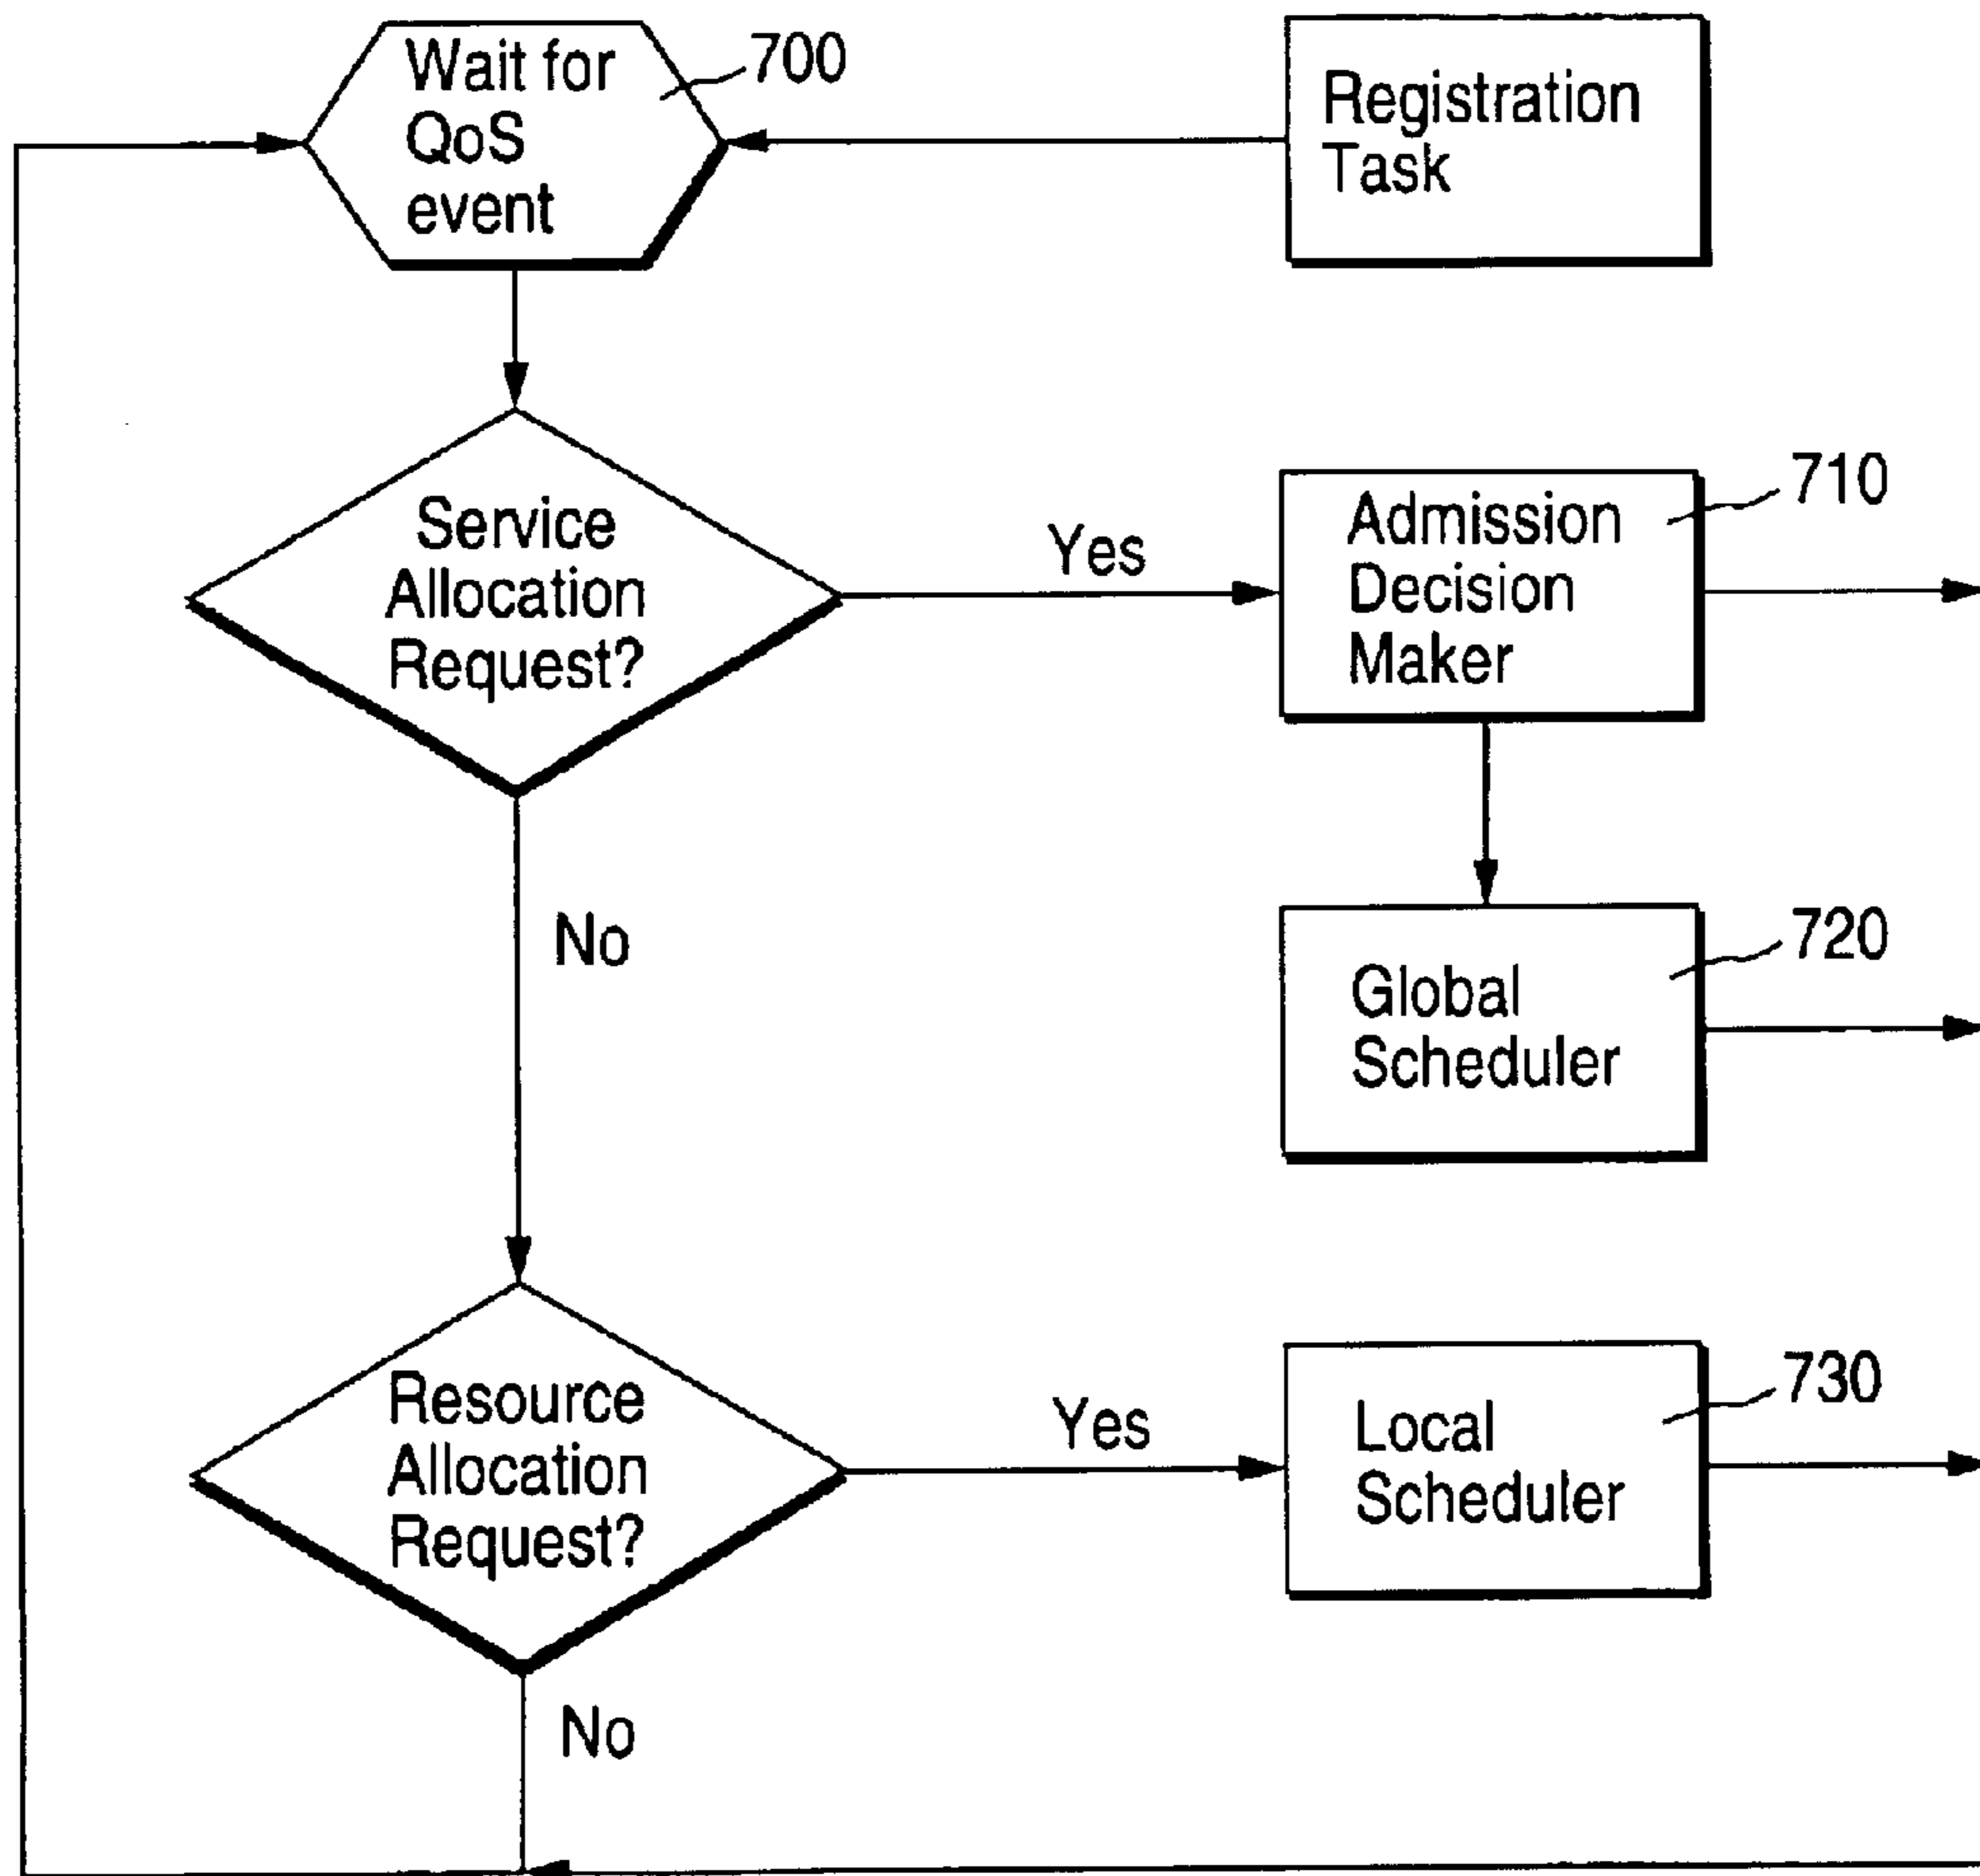 Wait for
QoS
event
700
Registration
Task
Service
Allocation
Request?
Yes
Admission
Decision
Maker
710
No
Global
Scheduler
720
Resource
Allocation
Request?
Yes
Local
Scheduler
730
No